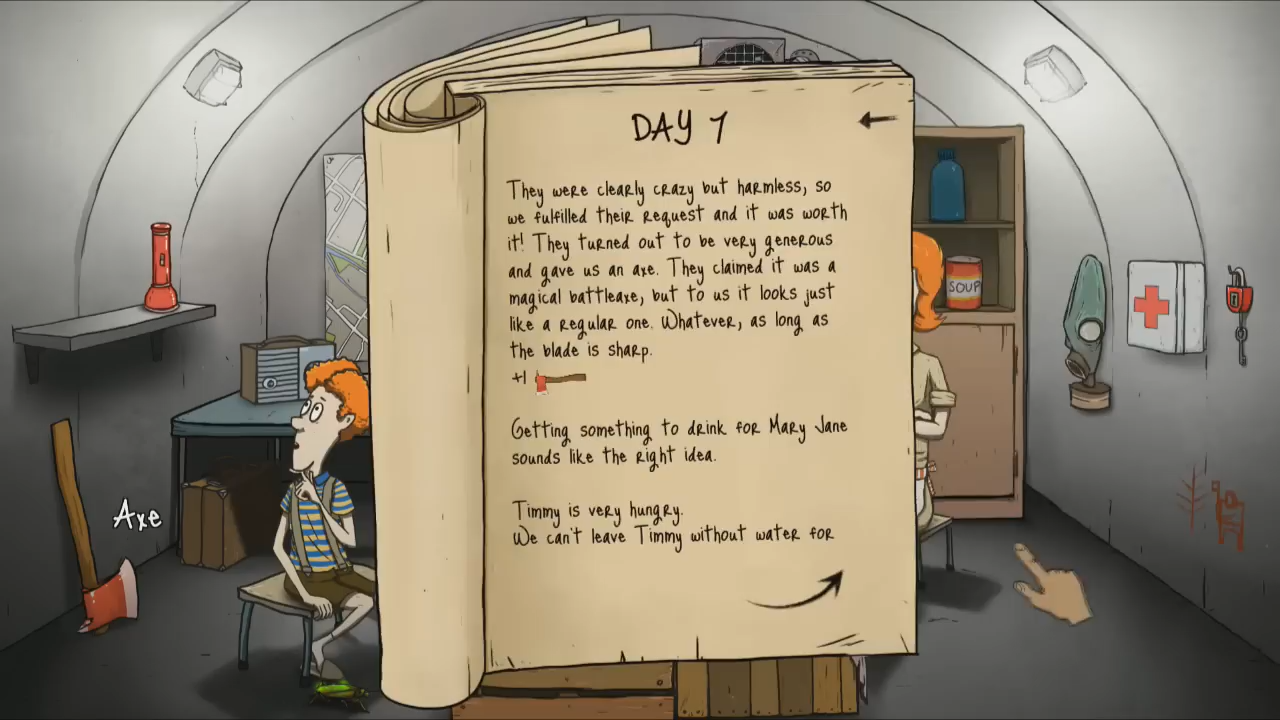 DAY 7
They were clearly crazy but harmless, so
we fulfilled their request and it was worth
it! They turned out to be very generous
and gave us an axe. They claimed it was a
magical battleaxe, but to us it looks just
like a regular one. Whatever, as long as
the blade is sharp.
+1
Getting something to drink for Mary Jane
sounds like the right idea.
Timmy is very hungry.
We can't leave Timmy without water for
Axe
SOUP